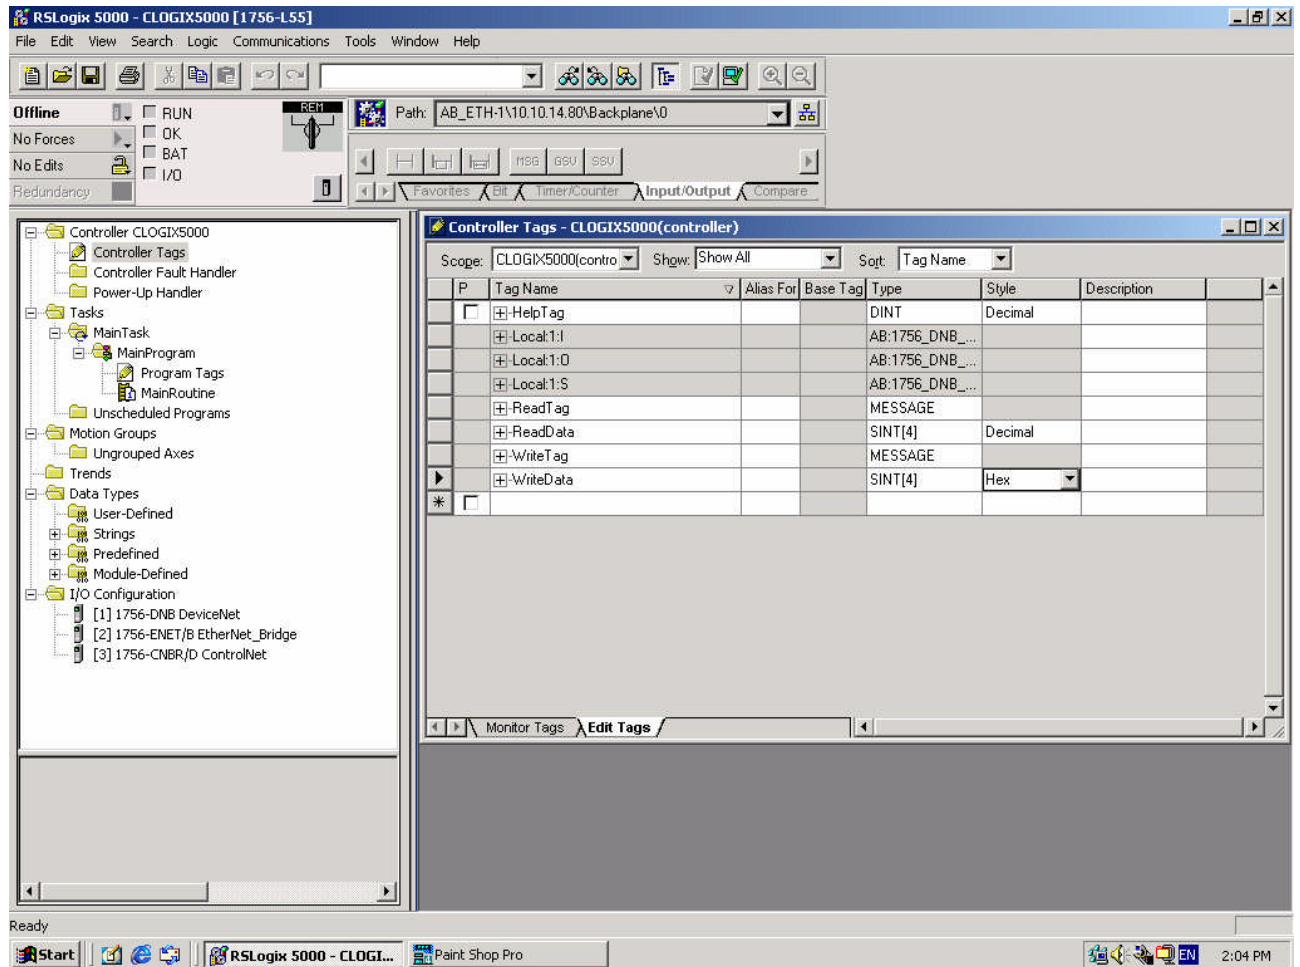 RSLogix 5000 - CLOGIX5000 [1756-L55]
File Edit View Search Logic Communications Tools Window Help
Offline
RUN
No Forces
OK
No Edits
BAT
I/O
Redundancy
REM
Path: AB_ETH-1\10.10.14.80\Backplane\0
MSG GSV SSV
Favorites Bit Timer/Counter Input/Output Compare
Controller CLOGIX5000
Controller Tags
Controller Fault Handler
Power-Up Handler
Tasks
MainTask
MainProgram
Program Tags
MainRoutine
Unscheduled Programs
Motion Groups
Ungrouped Axes
Trends
Data Types
User-Defined
Strings
Predefined
Module-Defined
I/O Configuration
[1] 1756-DNB DeviceNet
[2] 1756-ENET/B EtherNet_Bridge
[3] 1756-CNBR/D ControlNet
Controller Tags - CLOGIX5000(controller)
Scope: CLOGIX5000(contro Show: Show All Sort: Tag Name
P Tag Name Alias For Base Tag Type Style Description
HelpTag DINT Decimal
Local:1:I AB:1756_DNB_...
Local:1:O AB:1756_DNB_...
Local:1:S AB:1756_DNB_...
ReadTag MESSAGE
ReadData SINT[4] Decimal
WriteTag MESSAGE
WriteData SINT[4] Hex
Monitor Tags Edit Tags
Ready
Start RSLogix 5000 - CLOGI... Paint Shop Pro EN 2:04 PM